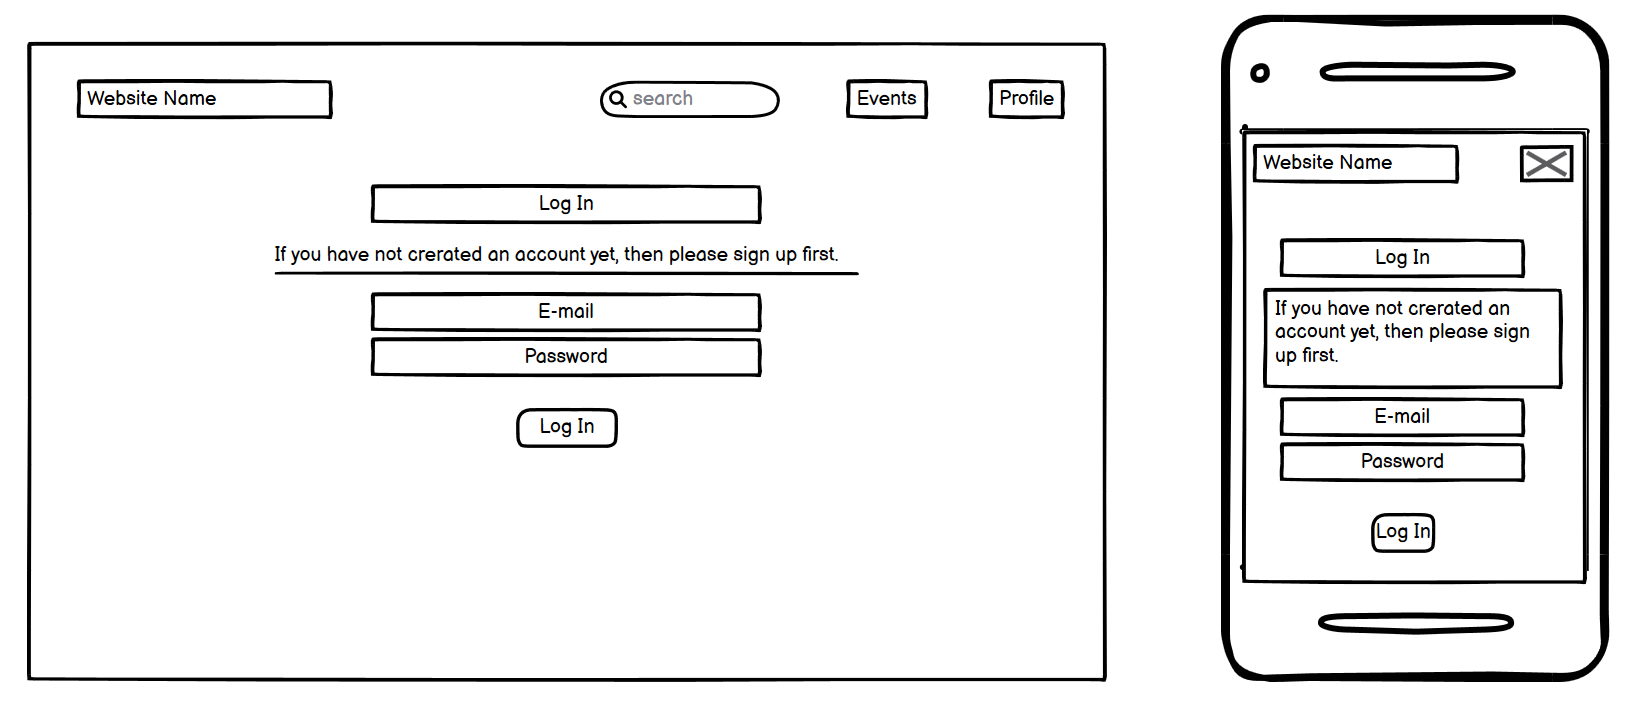 Website Name
search
Events
Profile
Log In
If you have not crerated an account yet, then please sign up first.
E-mail
Password
Log In
Website Name
Log In
If you have not crerated an
account yet, then please sign
up first.
E-mail
Password
Log In